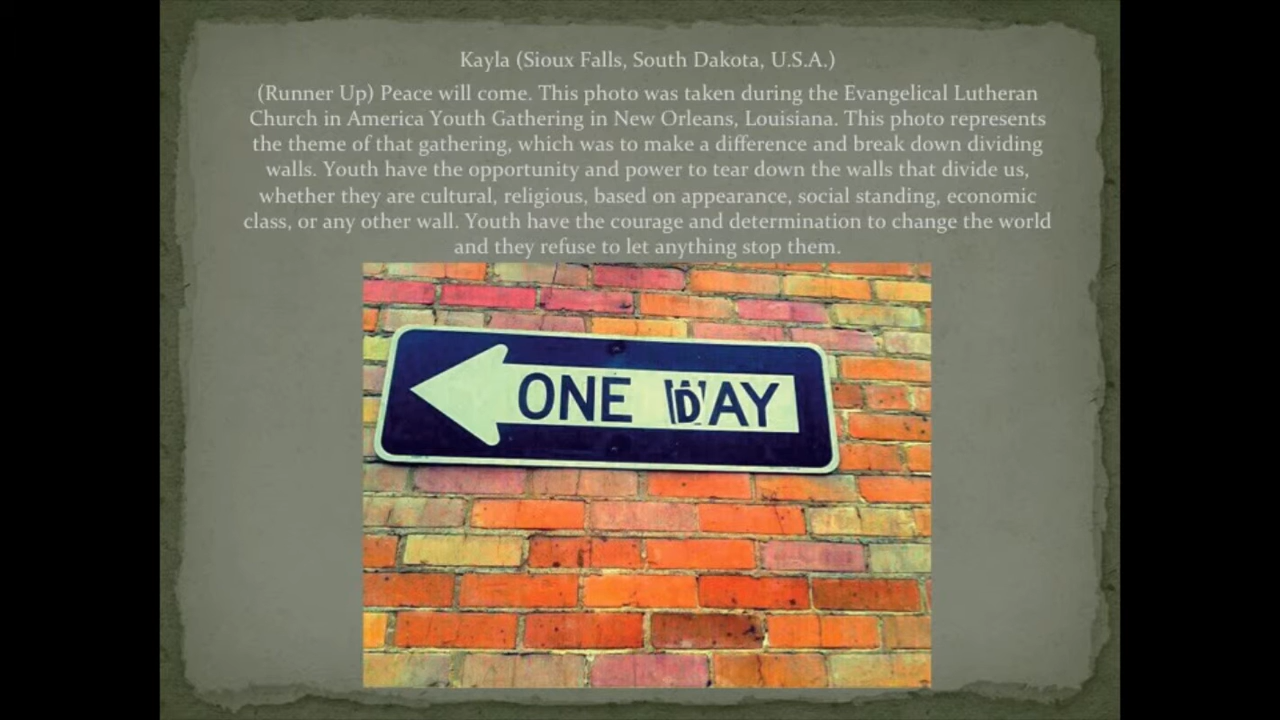 Kayla (Sioux Falls, South Dakota, U.S.A.)
(Runner Up) Peace will come. This photo was taken during the Evangelical Lutheran
Church in America Youth Gathering in New Orleans, Louisiana. This photo represents
the theme of that gathering, which was to make a difference and break down dividing
walls. Youth have the opportunity and power to tear down the walls that divide us,
whether they are cultural, religious, based on appearance, social standing, economic
class, or any other wall. Youth have the courage and determination to change the world
and they refuse to let anything stop them.
ONE DAY